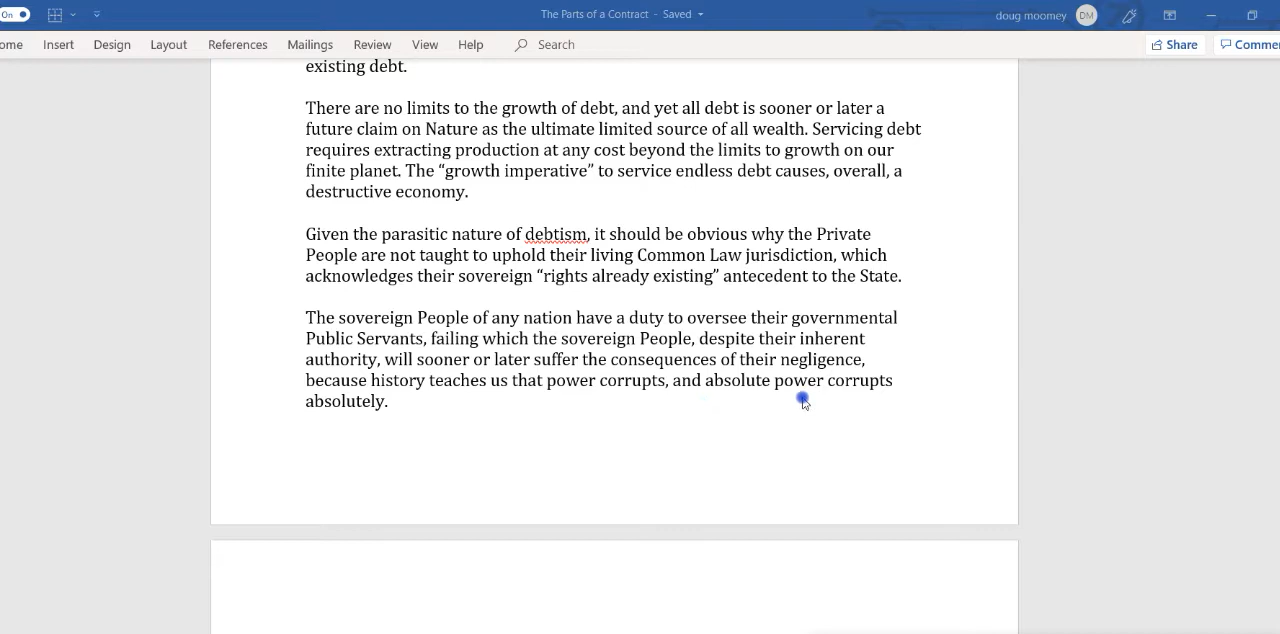 On
The Parts of a Contract - Saved
doug moomey
DM
ome Insert Design Layout References Mailings Review View Help Search
Share
Comme
existing debt.
There are no limits to the growth of debt, and yet all debt is sooner or later a
future claim on Nature as the ultimate limited source of all wealth. Servicing debt
requires extracting production at any cost beyond the limits to growth on our
finite planet. The “growth imperative” to service endless debt causes, overall, a
destructive economy.
Given the parasitic nature of debtism, it should be obvious why the Private
People are not taught to uphold their living Common Law jurisdiction, which
acknowledges their sovereign “rights already existing” antecedent to the State.
The sovereign People of any nation have a duty to oversee their governmental
Public Servants, failing which the sovereign People, despite their inherent
authority, will sooner or later suffer the consequences of their negligence,
because history teaches us that power corrupts, and absolute power corrupts
absolutely.